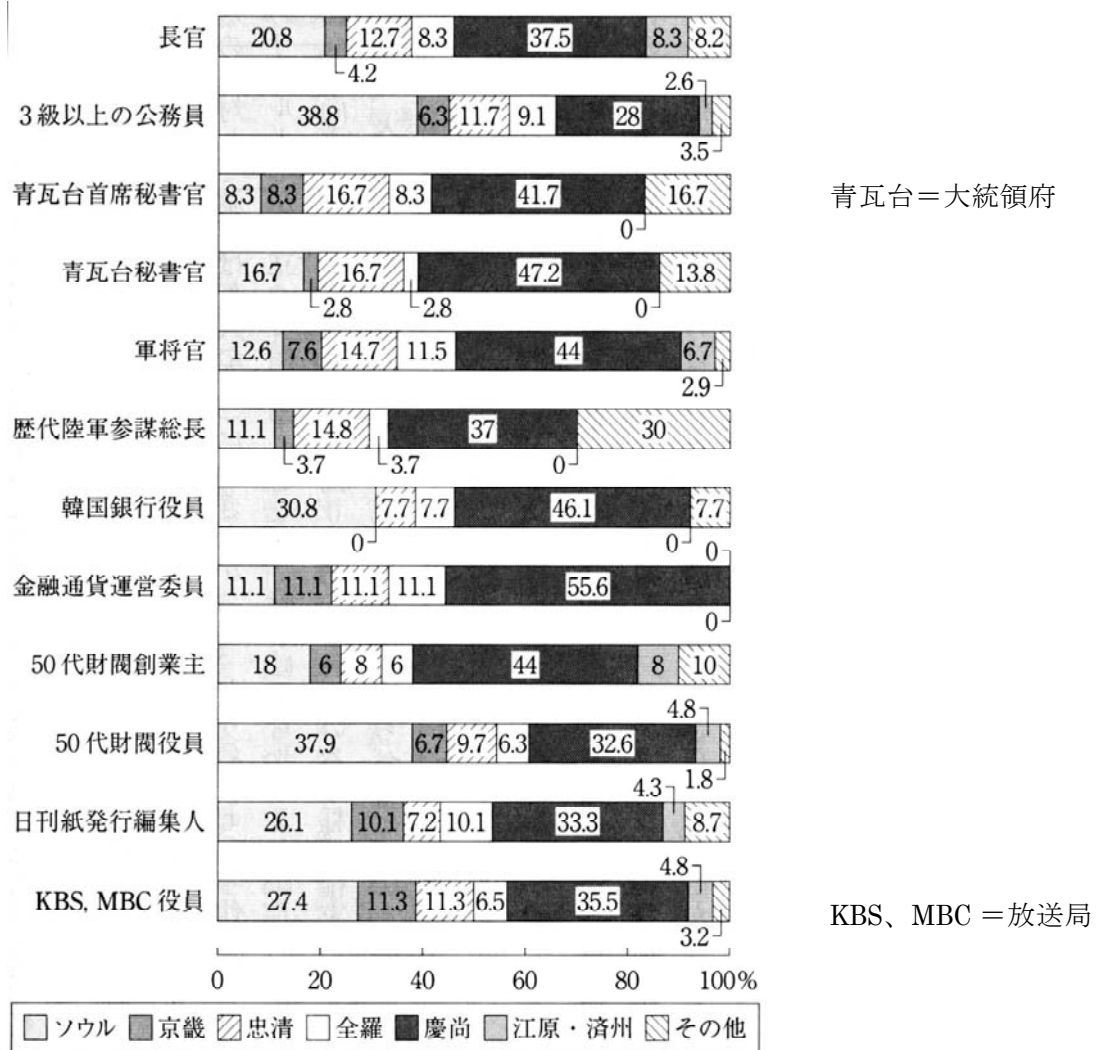 長官 20.8 4.2 12.7 8.3 37.5 8.3 8.2
3級以上の公務員 38.8 6.3 11.7 9.1 28 2.6 3.5
青瓦台首席秘書官 8.3 8.3 16.7 8.3 41.7 0 16.7
青瓦台＝大統領府
青瓦台秘書官 16.7 2.8 16.7 2.8 47.2 0 13.8
軍将官 12.6 7.6 14.7 11.5 44 6.7 2.9
歴代陸軍参謀総長 11.1 3.7 14.8 3.7 37 0 30
韓国銀行役員 30.8 0 7.7 7.7 46.1 0 7.7
金融通貨運営委員 11.1 11.1 11.1 11.1 55.6 0 0
50代財閥創業主 18 6 8 6 44 8 10
50代財閥役員 37.9 6.7 9.7 6.3 32.6 4.8 1.8
日刊紙発行編集人 26.1 10.1 7.2 10.1 33.3 4.3 8.7
KBS, MBC役員 27.4 11.3 11.3 6.5 35.5 4.8 3.2
KBS、MBC＝放送局
0 20 40 60 80 100%
ソウル 京畿 忠清 全羅 慶尚 江原・済州 その他